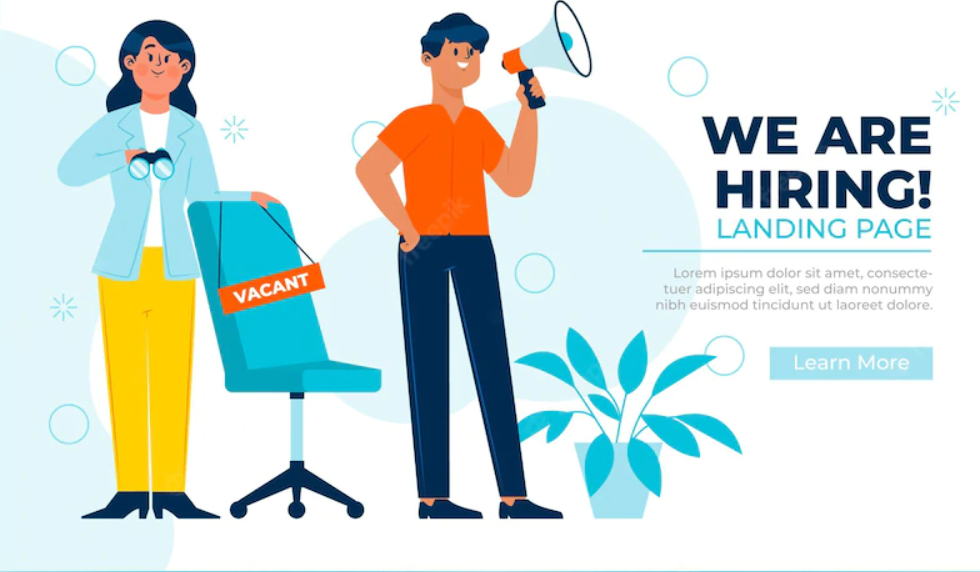 VACANT
WE ARE
HIRING!
LANDING PAGE
Lorem ipsum dolor sit amet, consecte-
tuer adipiscing elit, sed diam nonummy
nibh euismod tincidunt ut laoreet dolore.
Learn More
freepik